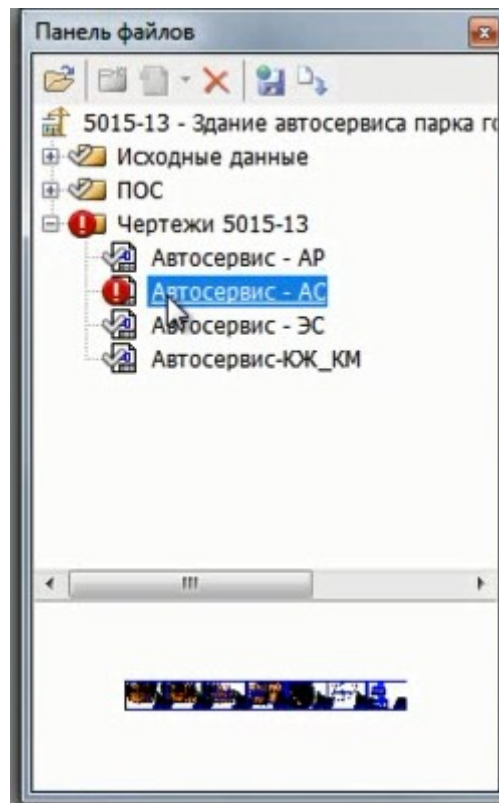 Панель файлов
5015-13 - Здание автосервиса парка го
Исходные данные
ПОС
Чертежи 5015-13
Автосервис - АР
Автосервис - АС
Автосервис - ЭС
Автосервис-КЖ_КМ